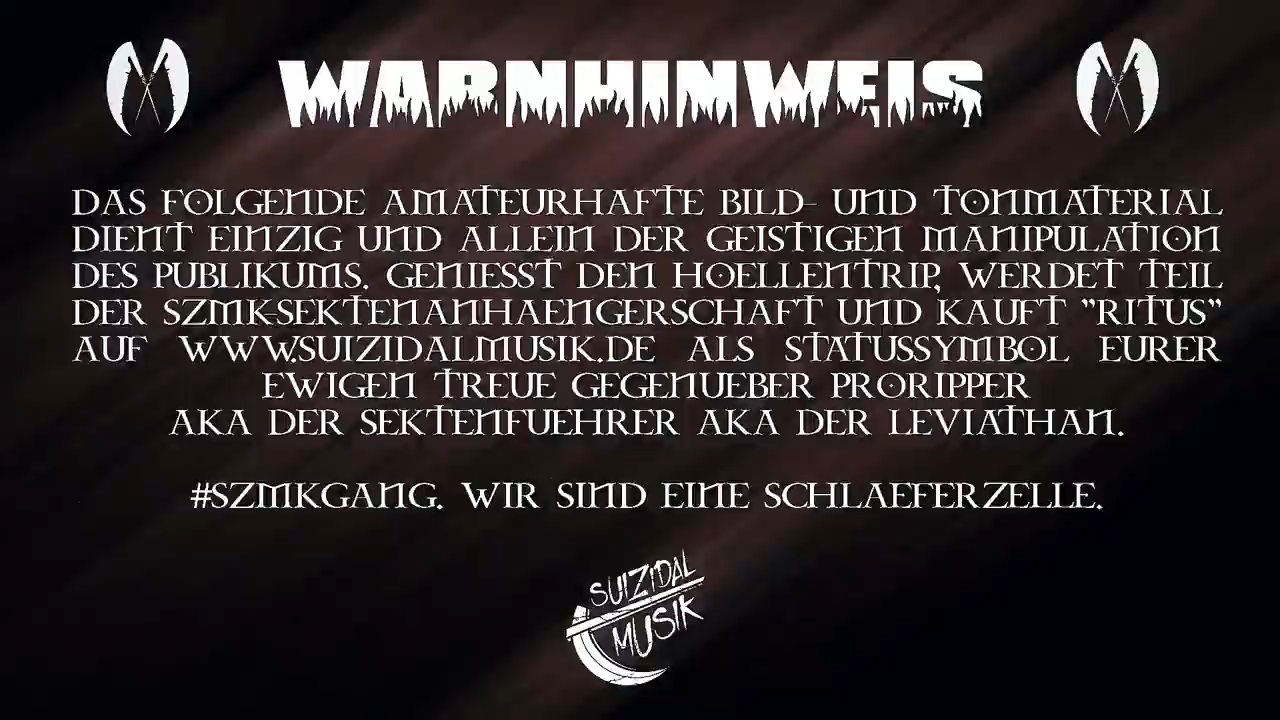 WARNHINWEIS
DAS FOLGENDE AMATEURHAFTE BILD- UND TONMATERIAL
DIENT EINZIG UND ALLEIN DER GEISTIGEN MANIPULATION
DES PUBLIKUMS. GENIESST DEN HOELLENTRIP, WERDET TEIL
DER SZMK-SEKTENANHAENGERSCHAFT UND KAUFT "RITUS"
AUF WWW.SUIZIDALMUSIK.DE ALS STATUSSYMBOL EURER
EWIGEN TREUE GEGENUEBER PRORIPPER
AKA DER SEKTENFUEHRER AKA DER LEVIATHAN.
#SZMKGANG. WIR SIND EINE SCHLAEFERZELLE.
SUIZIDAL
MUSIK